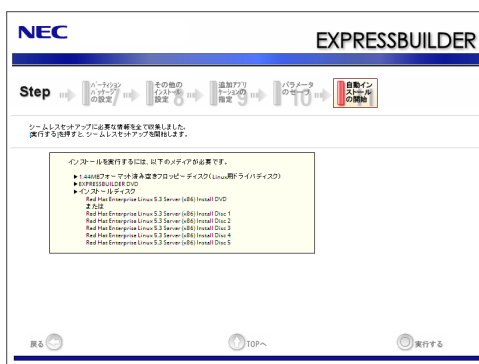 NEC
EXPRESSBUILDER
Step
パーティション
パッケージ
の設定 7
その他の
インストール
設定 8
追加アプリ
ケーションの
指定 9
パラメータ
のセーブ 10
自動イン
ストール
の開始 11
シームレスセットアップに必要な情報を全て収集しました。
[実行する]を押すと、シームレスセットアップを開始します。
インストールを実行するには、以下のメディアが必要です。
▶1.44MBフォーマット済み空きフロッピーディスク(Linux用ドライバディスク)
▶EXPRESSBUILDER DVD
▶インストールディスク
Red Hat Enterprise Linux 5.3 Server (x86) Install DVD
または
Red Hat Enterprise Linux 5.3 Server (x86) Install Disc 1
Red Hat Enterprise Linux 5.3 Server (x86) Install Disc 2
Red Hat Enterprise Linux 5.3 Server (x86) Install Disc 3
Red Hat Enterprise Linux 5.3 Server (x86) Install Disc 4
Red Hat Enterprise Linux 5.3 Server (x86) Install Disc 5
戻る
TOPへ
実行する